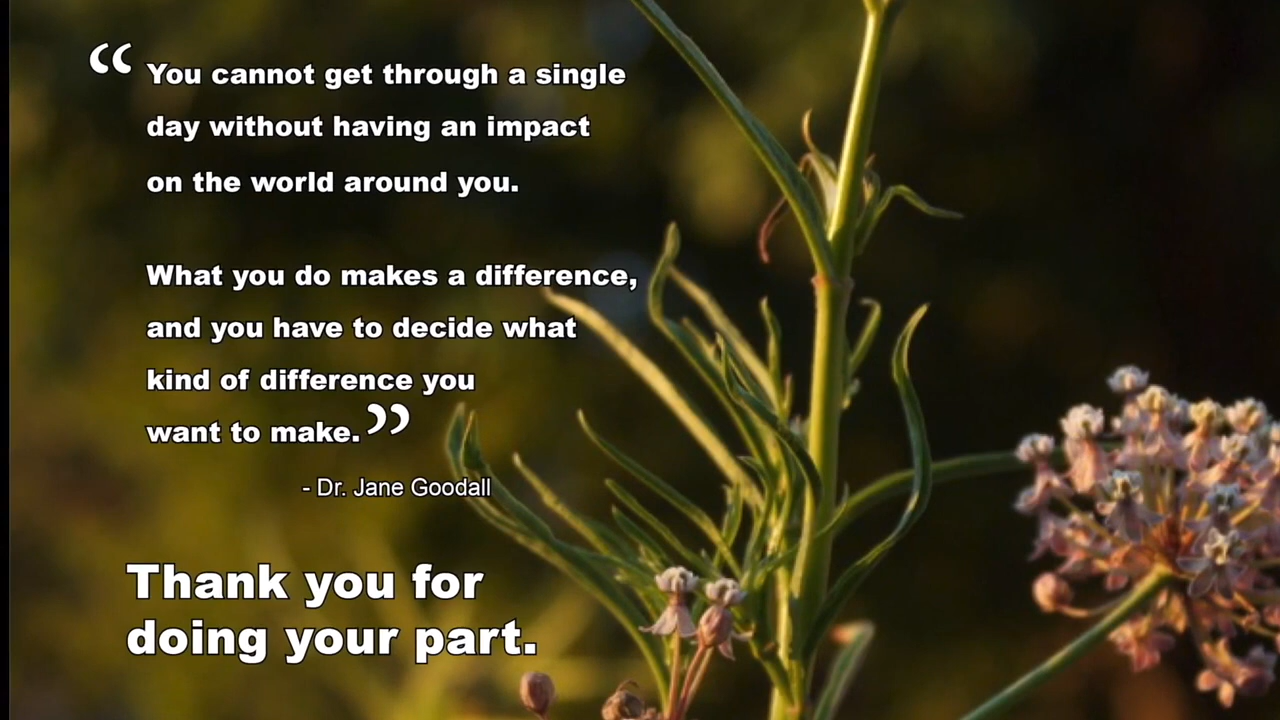 “ You cannot get through a single
day without having an impact
on the world around you.
What you do makes a difference,
and you have to decide what
kind of difference you
want to make. ”
- Dr. Jane Goodall
Thank you for
doing your part.